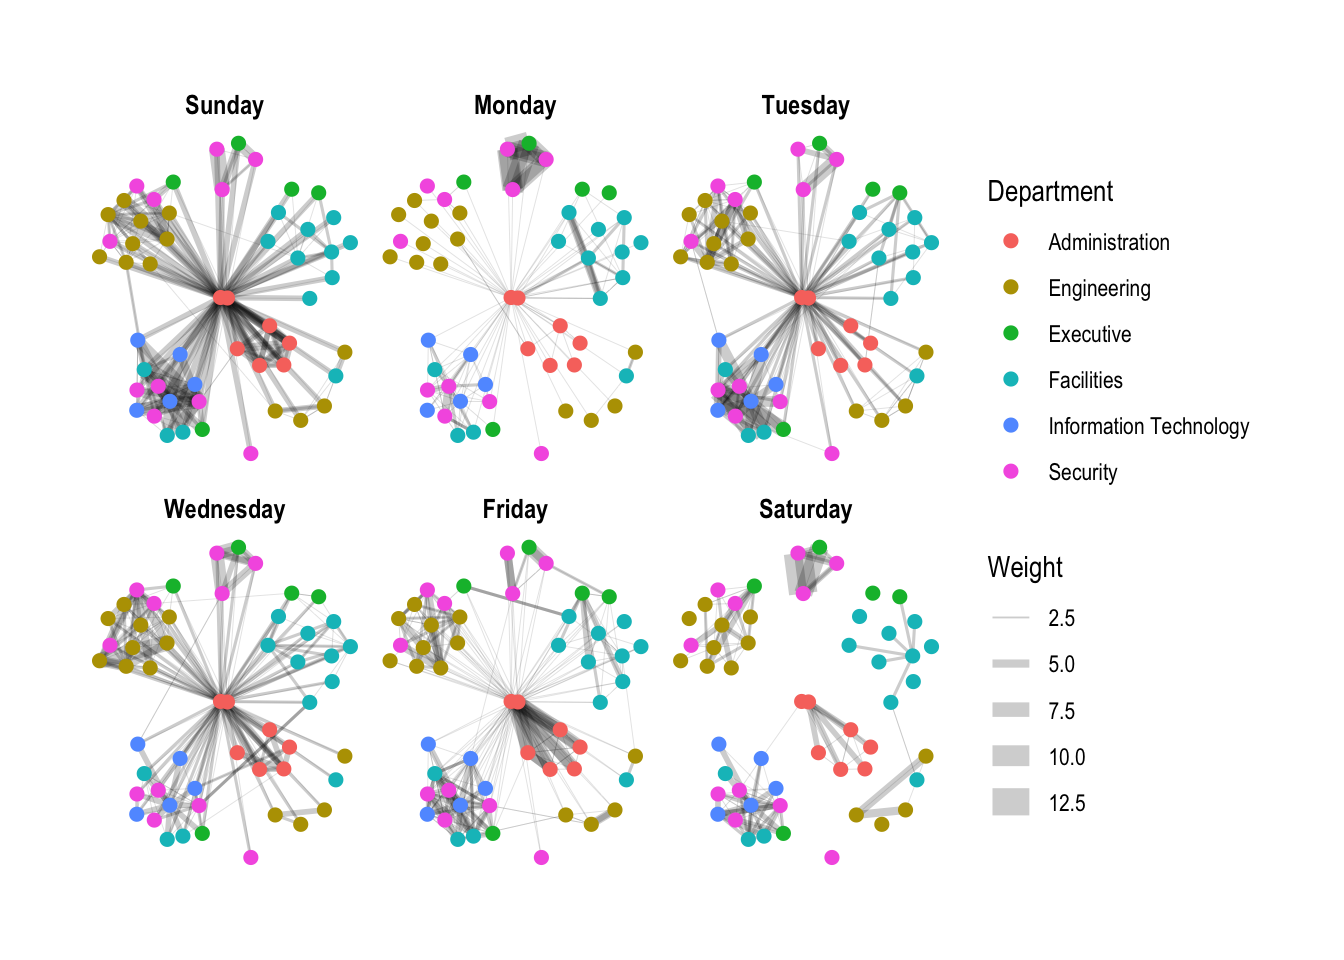 Sunday
Monday
Tuesday
Wednesday
Friday
Saturday
Department
Administration
Engineering
Executive
Facilities
Information Technology
Security
Weight
2.5
5.0
7.5
10.0
12.5